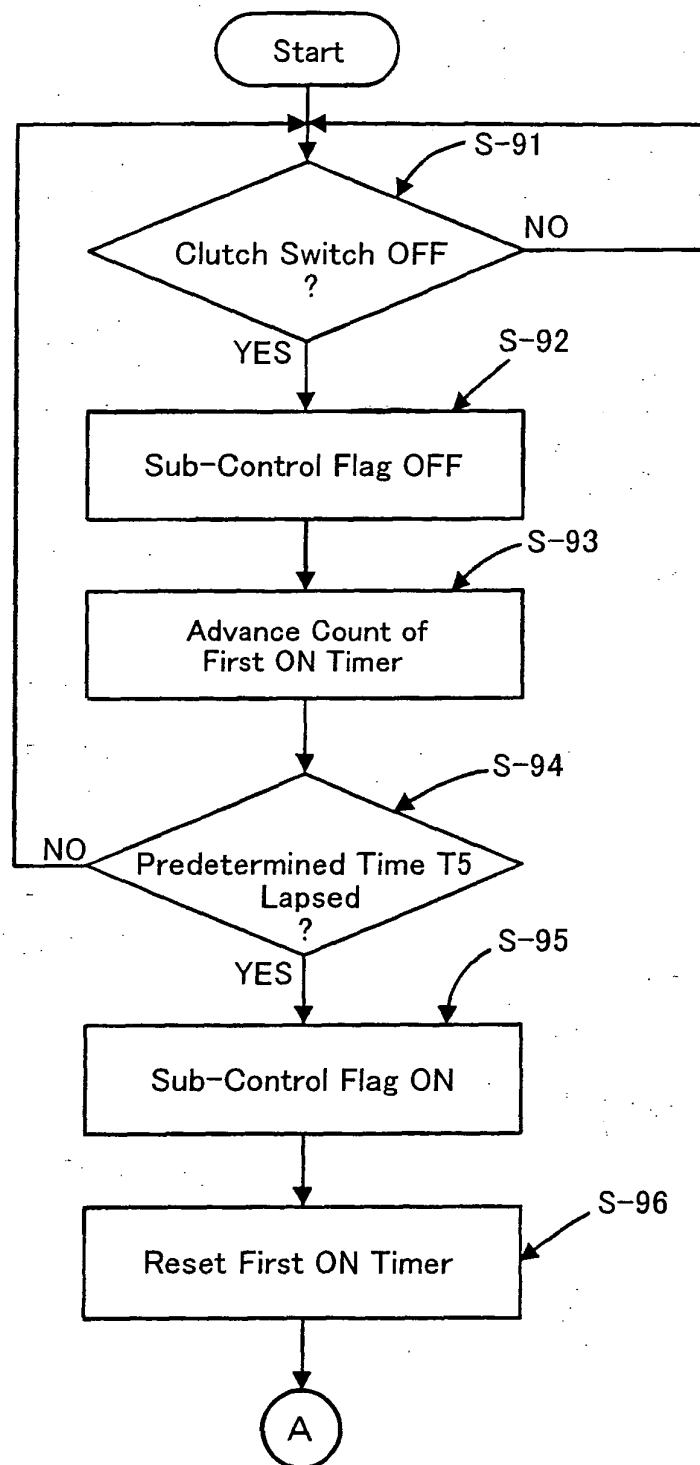 Start
S-91
Clutch Switch OFF
?
NO
YES
S-92
Sub-Control Flag OFF
S-93
Advance Count of
First ON Timer
S-94
NO
Predetermined Time T5
Lapsed
?
YES
S-95
Sub-Control Flag ON
S-96
Reset First ON Timer
A